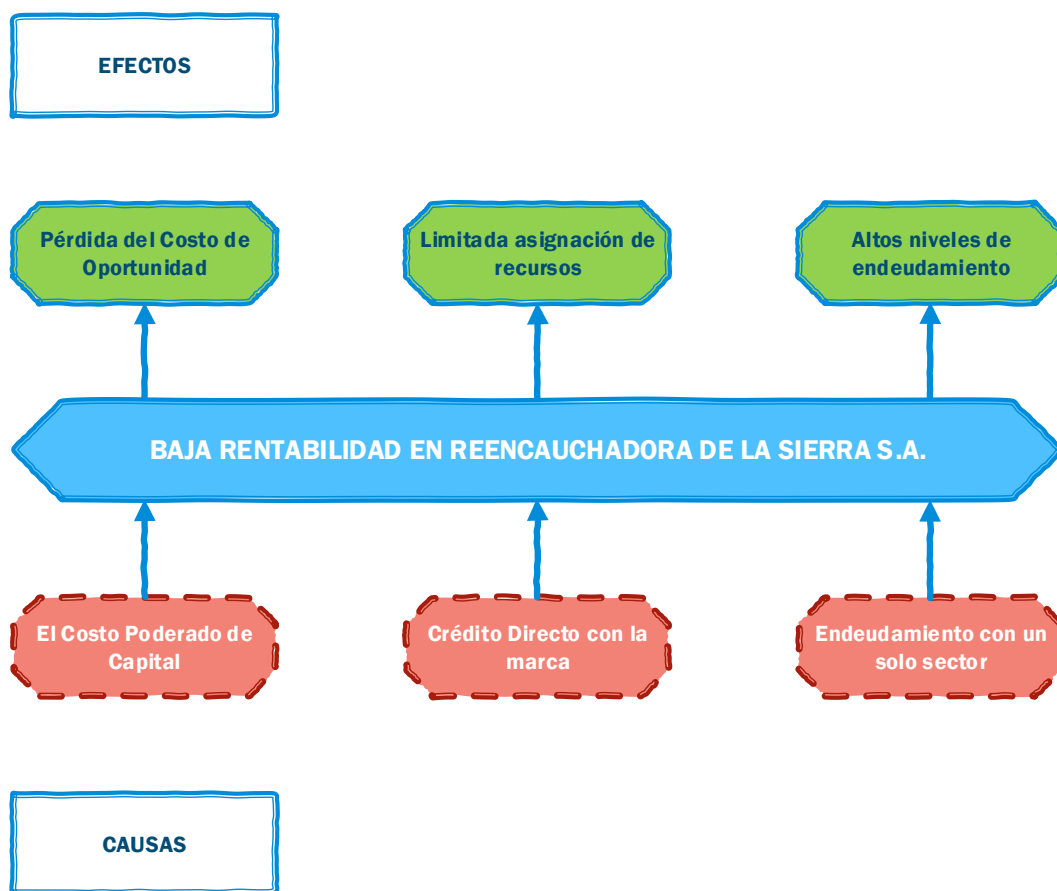 EFECTOS
Pérdida del Costo de
Oportunidad
Limitada asignación de
recursos
Altos niveles de
endeudamiento
BAJA RENTABILIDAD EN REENCAUCHADORA DE LA SIERRA S.A.
El Costo Poderado de
Capital
Crédito Directo con la
marca
Endeudamiento con un
solo sector
CAUSAS